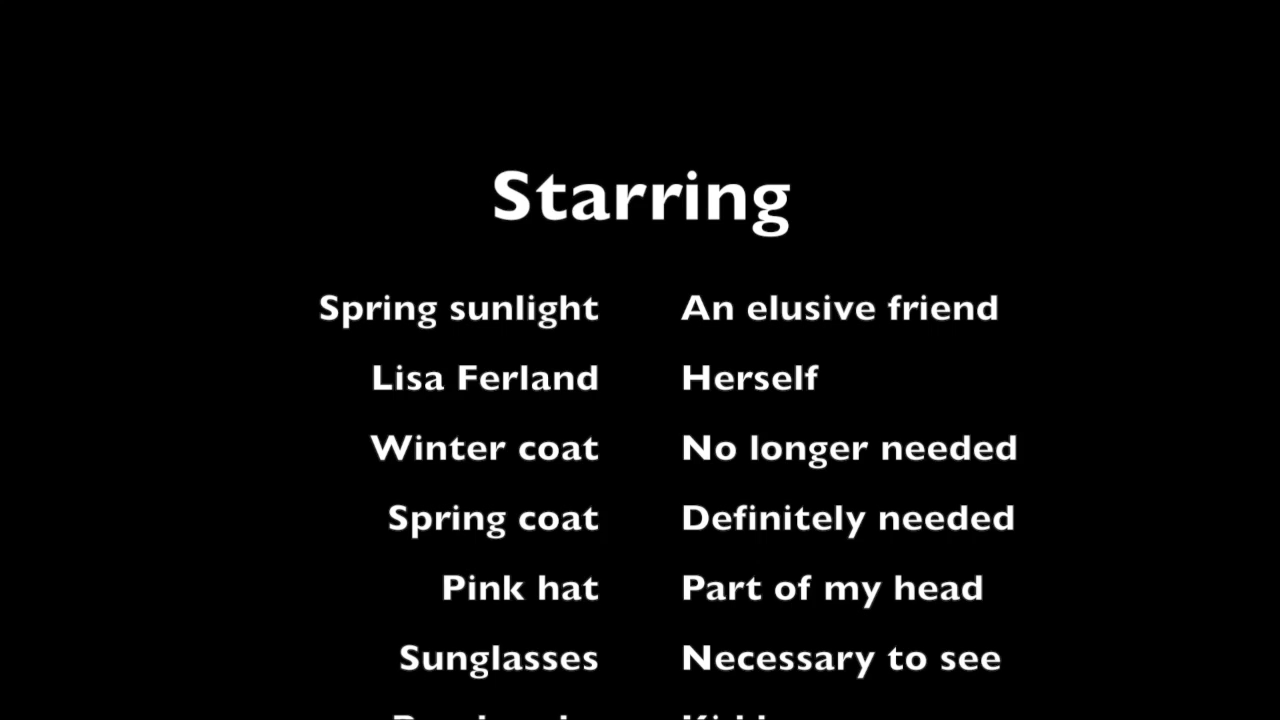 Starring
Spring sunlight An elusive friend
Lisa Ferland Herself
Winter coat No longer needed
Spring coat Definitely needed
Pink hat Part of my head
Sunglasses Necessary to see